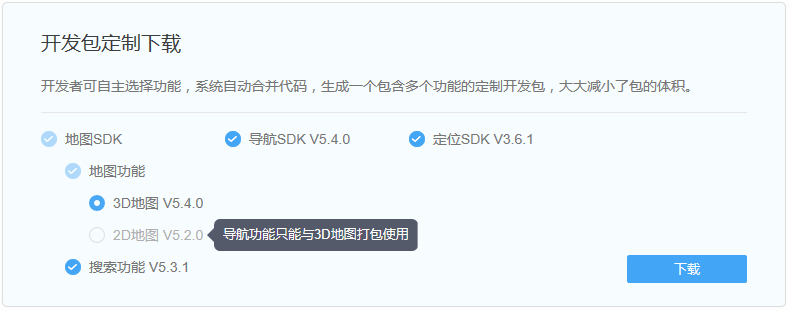 开发包定制下载
开发者可自主选择功能，系统自动合并代码，生成一个包含多个功能的定制开发包，大大减小了包的体积。
地图SDK 导航SDK V5.4.0 定位SDK V3.6.1
地图功能
3D地图 V5.4.0
2D地图 V5.2.0 导航功能只能与3D地图打包使用
搜索功能 V5.3.1
下载